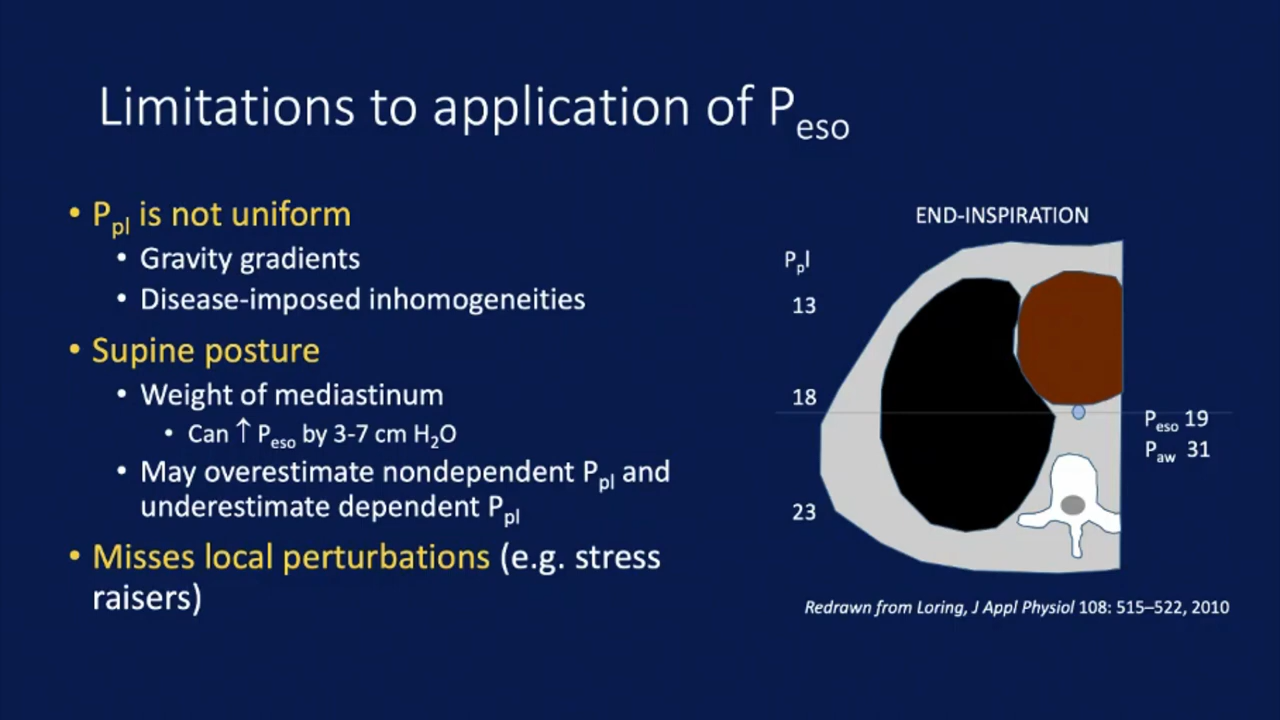 Limitations to application of Peso
• Ppl is not uniform
• Gravity gradients
• Disease-imposed inhomogeneities
• Supine posture
• Weight of mediastinum
• Can ↑ Peso by 3-7 cm H2O
• May overestimate nondependent Ppl and
underestimate dependent Ppl
• Misses local perturbations (e.g. stress
raisers)
END-INSPIRATION
Ppl
13
18
23
Peso 19
Paw 31
Redrawn from Loring, J Appl Physiol 108: 515–522, 2010